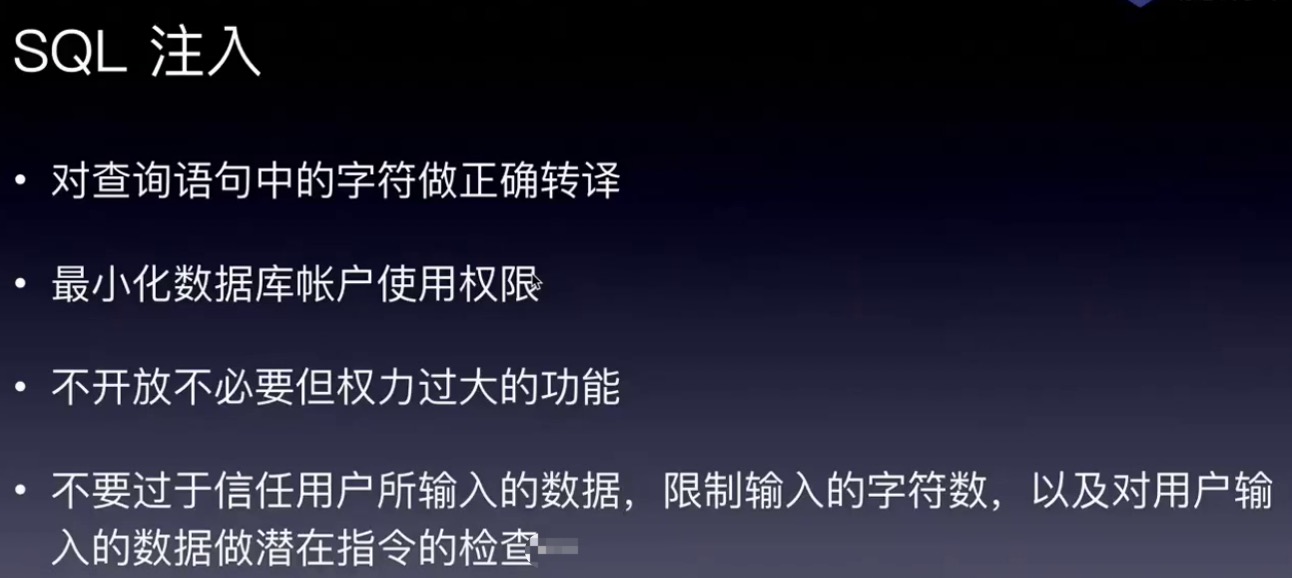 SQL 注入
• 对查询语句中的字符做正确转译
• 最小化数据库帐户使用权限
• 不开放不必要但权力过大的功能
• 不要过于信任用户所输入的数据，限制输入的字符数，以及对用户输
入的数据做潜在指令的检查